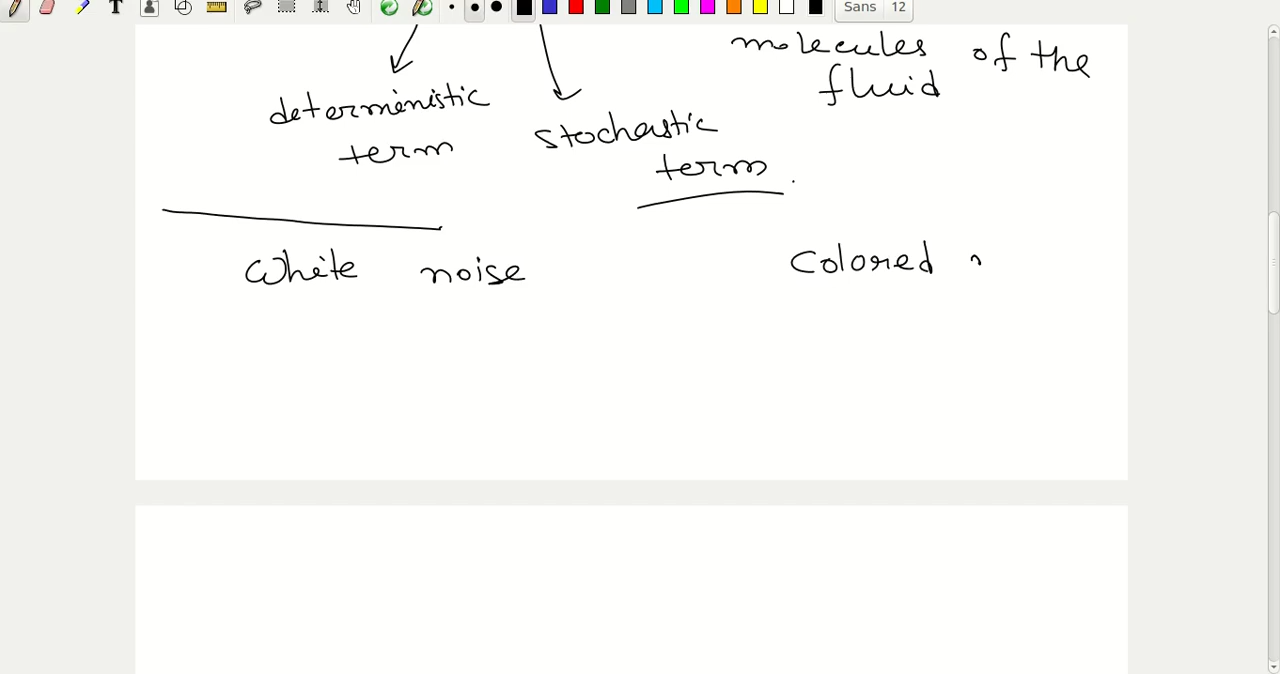 Sans 12
molecules of the
fluid
deterministic
term
stochastic
term.
White noise
Colored